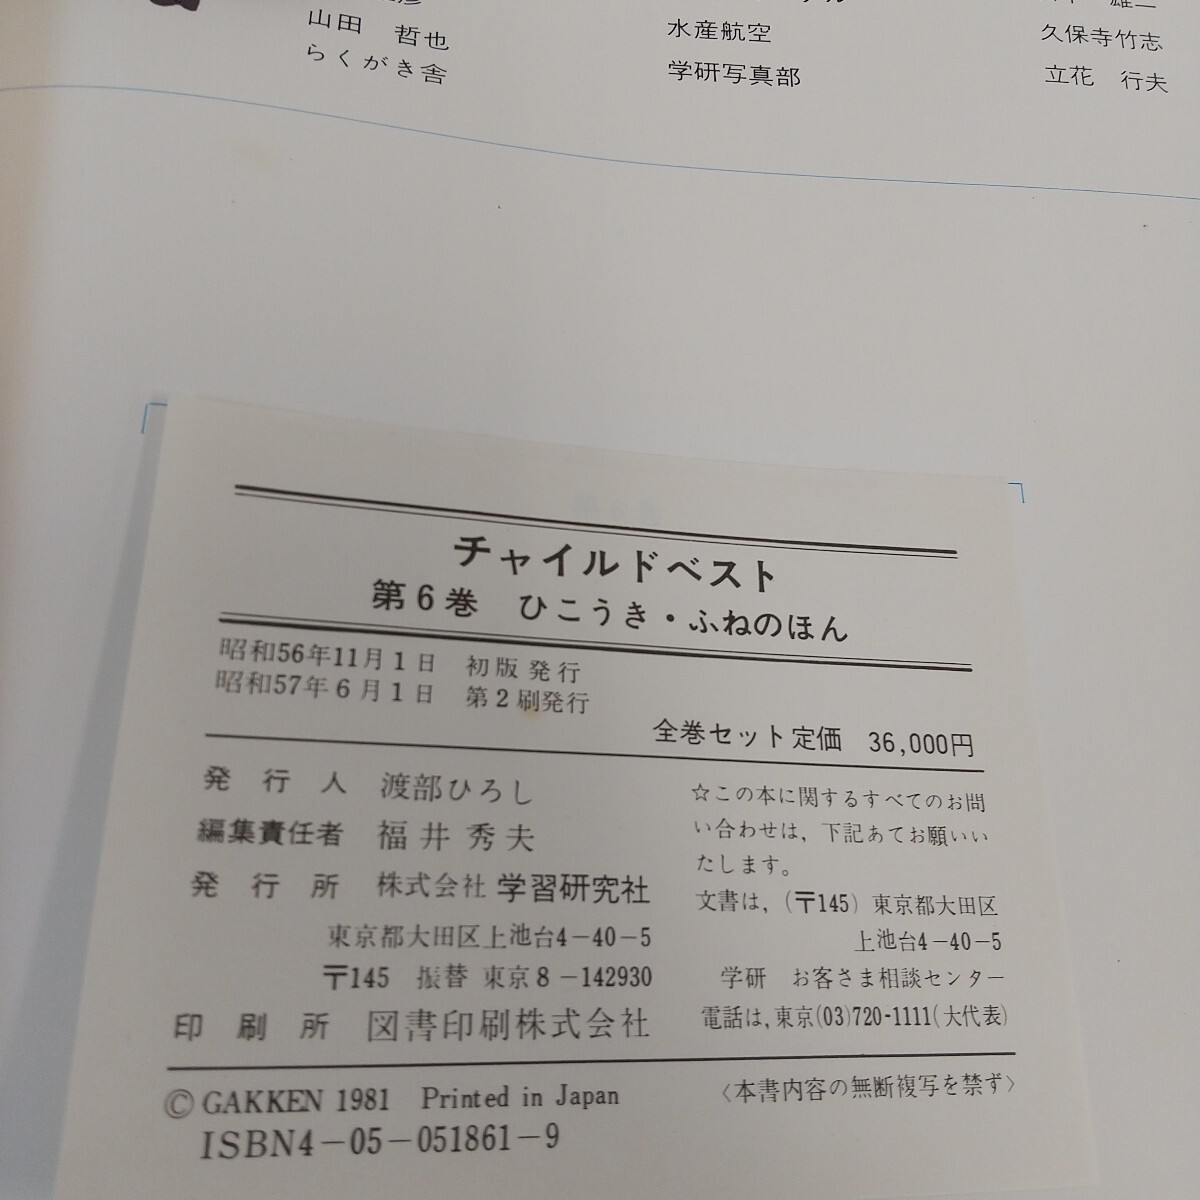 山田 哲也
らくがき舎
水産航空
学研写真部
久保寺竹志
立花 行夫
チャイルドベスト
第6巻 ひこうき・ふねのほん
昭和56年11月1日 初版発行
昭和57年6月1日 第2刷発行
全巻セット定価 36,000円
発行人 渡部ひろし
編集責任者 福井秀夫
発行所 株式会社 学習研究社
東京都大田区上池台4-40-5
〒145 振替 東京8-142930
印刷所 図書印刷株式会社
☆この本に関するすべてのお問
い合わせは，下記あてお願いい
たします。
文書は，(〒145) 東京都大田区
上池台4-40-5
学研 お客さま相談センター
電話は，東京(03)720-1111(大代表)
© GAKKEN 1981 Printed in Japan
〈本書内容の無断複写を禁ず〉
ISBN4-05-051861-9